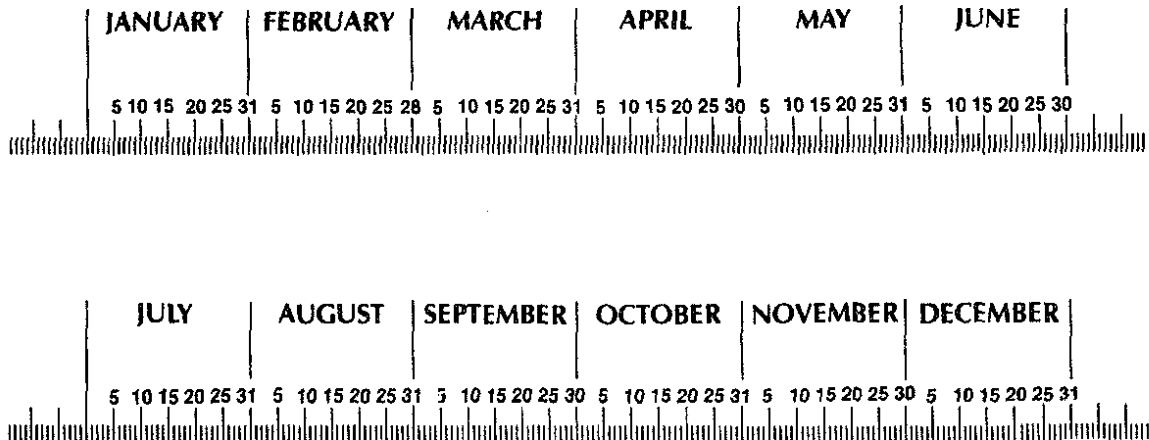 JANUARY FEBRUARY MARCH APRIL MAY JUNE
5 10 15 20 25 31 5 10 15 20 25 28 5 10 15 20 25 31 5 10 15 20 25 30 5 10 15 20 25 31 5 10 15 20 25 30
JULY AUGUST SEPTEMBER OCTOBER NOVEMBER DECEMBER
5 10 15 20 25 31 5 10 15 20 25 31 5 10 15 20 25 30 5 10 15 20 25 31 5 10 15 20 25 30 5 10 15 20 25 31